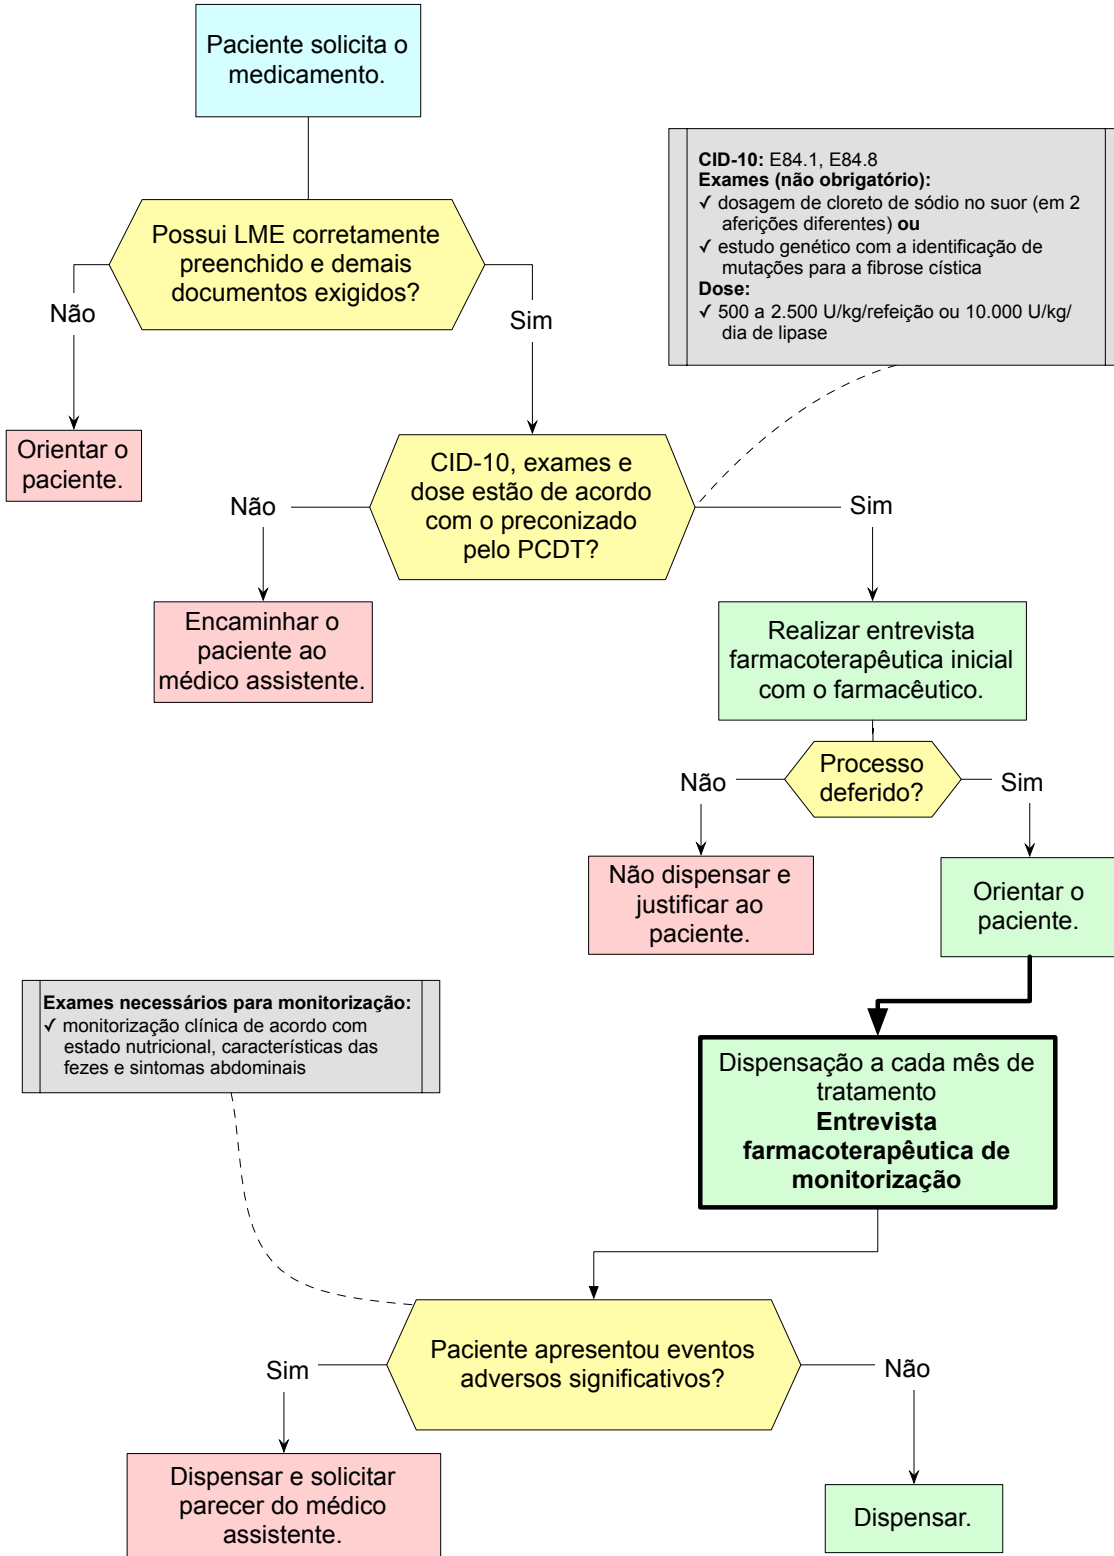 Paciente solicita o
medicamento.
CID-10: E84.1, E84.8
Exames (não obrigatório):
✓ dosagem de cloreto de sódio no suor (em 2
aferições diferentes) ou
✓ estudo genético com a identificação de
mutações para a fibrose cística
Dose:
✓ 500 a 2.500 U/kg/refeição ou 10.000 U/kg/
dia de lipase
Possui LME corretamente
preenchido e demais
documentos exigidos?
Não
Sim
Orientar o
paciente.
CID-10, exames e
dose estão de acordo
com o preconizado
pelo PCDT?
Não
Sim
Encaminhar o
paciente ao
médico assistente.
Realizar entrevista
farmacoterapêutica inicial
com o farmacêutico.
Processo
deferido?
Não
Sim
Não dispensar e
justificar ao
paciente.
Orientar o
paciente.
Exames necessários para monitorização:
✓ monitorização clínica de acordo com
estado nutricional, características das
fezes e sintomas abdominais
Dispensação a cada mês de
tratamento
Entrevista
farmacoterapêutica de
monitorização
Paciente apresentou eventos
adversos significativos?
Sim
Não
Dispensar e solicitar
parecer do médico
assistente.
Dispensar.